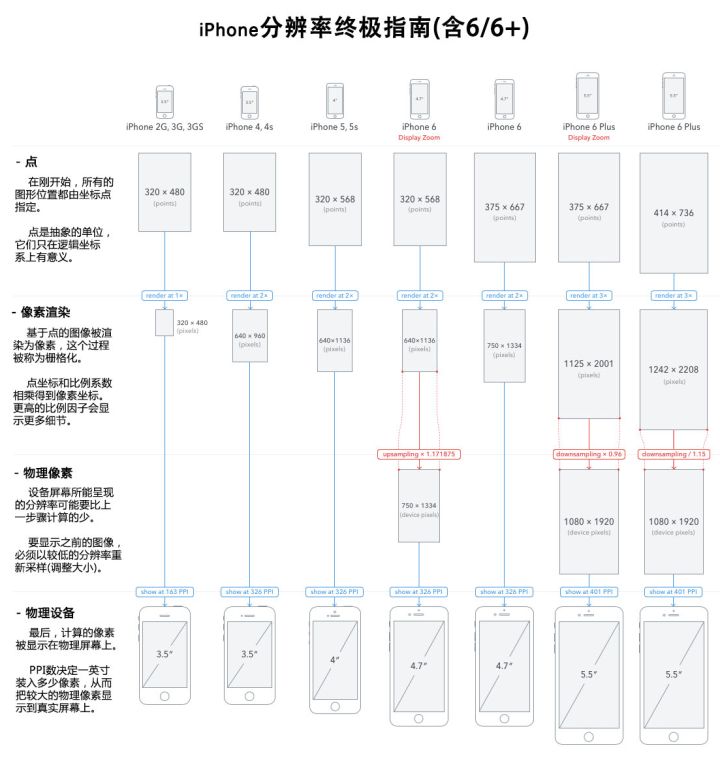 iPhone分辨率终极指南(含6/6+)
3.5"
3.5"
4"
4.7"
4.7"
5.5"
5.5"
iPhone 2G, 3G, 3GS
iPhone 4, 4s
iPhone 5, 5s
iPhone 6
Display Zoom
iPhone 6
iPhone 6 Plus
Display Zoom
iPhone 6 Plus
- 点
在刚开始，所有的
图形位置都由坐标点
指定。
点是抽象的单位，
它们只在逻辑坐标
系上有意义。
320 × 480
(points)
320 × 480
(points)
320 × 568
(points)
320 × 568
(points)
375 × 667
(points)
375 × 667
(points)
414 × 736
(points)
render at 1×
render at 2×
render at 2×
render at 2×
render at 2×
render at 3×
render at 3×
- 像素渲染
基于点的图像被渲
染为像素，这个过程
被称为栅格化。
点坐标和比例系数
相乘得到像素坐标。
更高的比例因子会显
示更多细节。
320 × 480
(pixels)
640 × 960
(pixels)
640×1136
(pixels)
640×1136
(pixels)
750 × 1334
(pixels)
1125 × 2001
(pixels)
1242 × 2208
(pixels)
upsampling × 1.171875
downsampling × 0.96
downsampling / 1.15
- 物理像素
设备屏幕所能呈现
的分辨率可能要比上
一步骤计算的少。
要显示之前的图像，
必须以较低的分辨率重
新采样(调整大小)。
750 × 1334
(device pixels)
1080 × 1920
(device pixels)
1080 × 1920
(device pixels)
show at 163 PPI
show at 326 PPI
show at 326 PPI
show at 326 PPI
show at 326 PPI
show at 401 PPI
show at 401 PPI
- 物理设备
最后，计算的像素
被显示在物理屏幕上。
PPI数决定一英寸
装入多少像素，从而
把较大的物理像素显
示到真实屏幕上。
3.5"
3.5"
4"
4.7"
4.7"
5.5"
5.5"